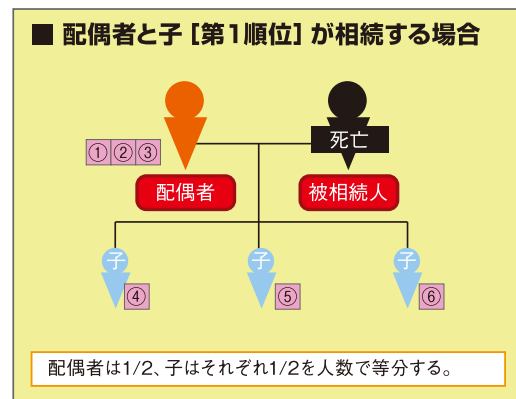 ■ 配偶者と子［第1順位］が相続する場合
死亡
①②③
配偶者
被相続人
子
子
子
④
⑤
⑥
配偶者は1/2、子はそれぞれ1/2を人数で等分する。